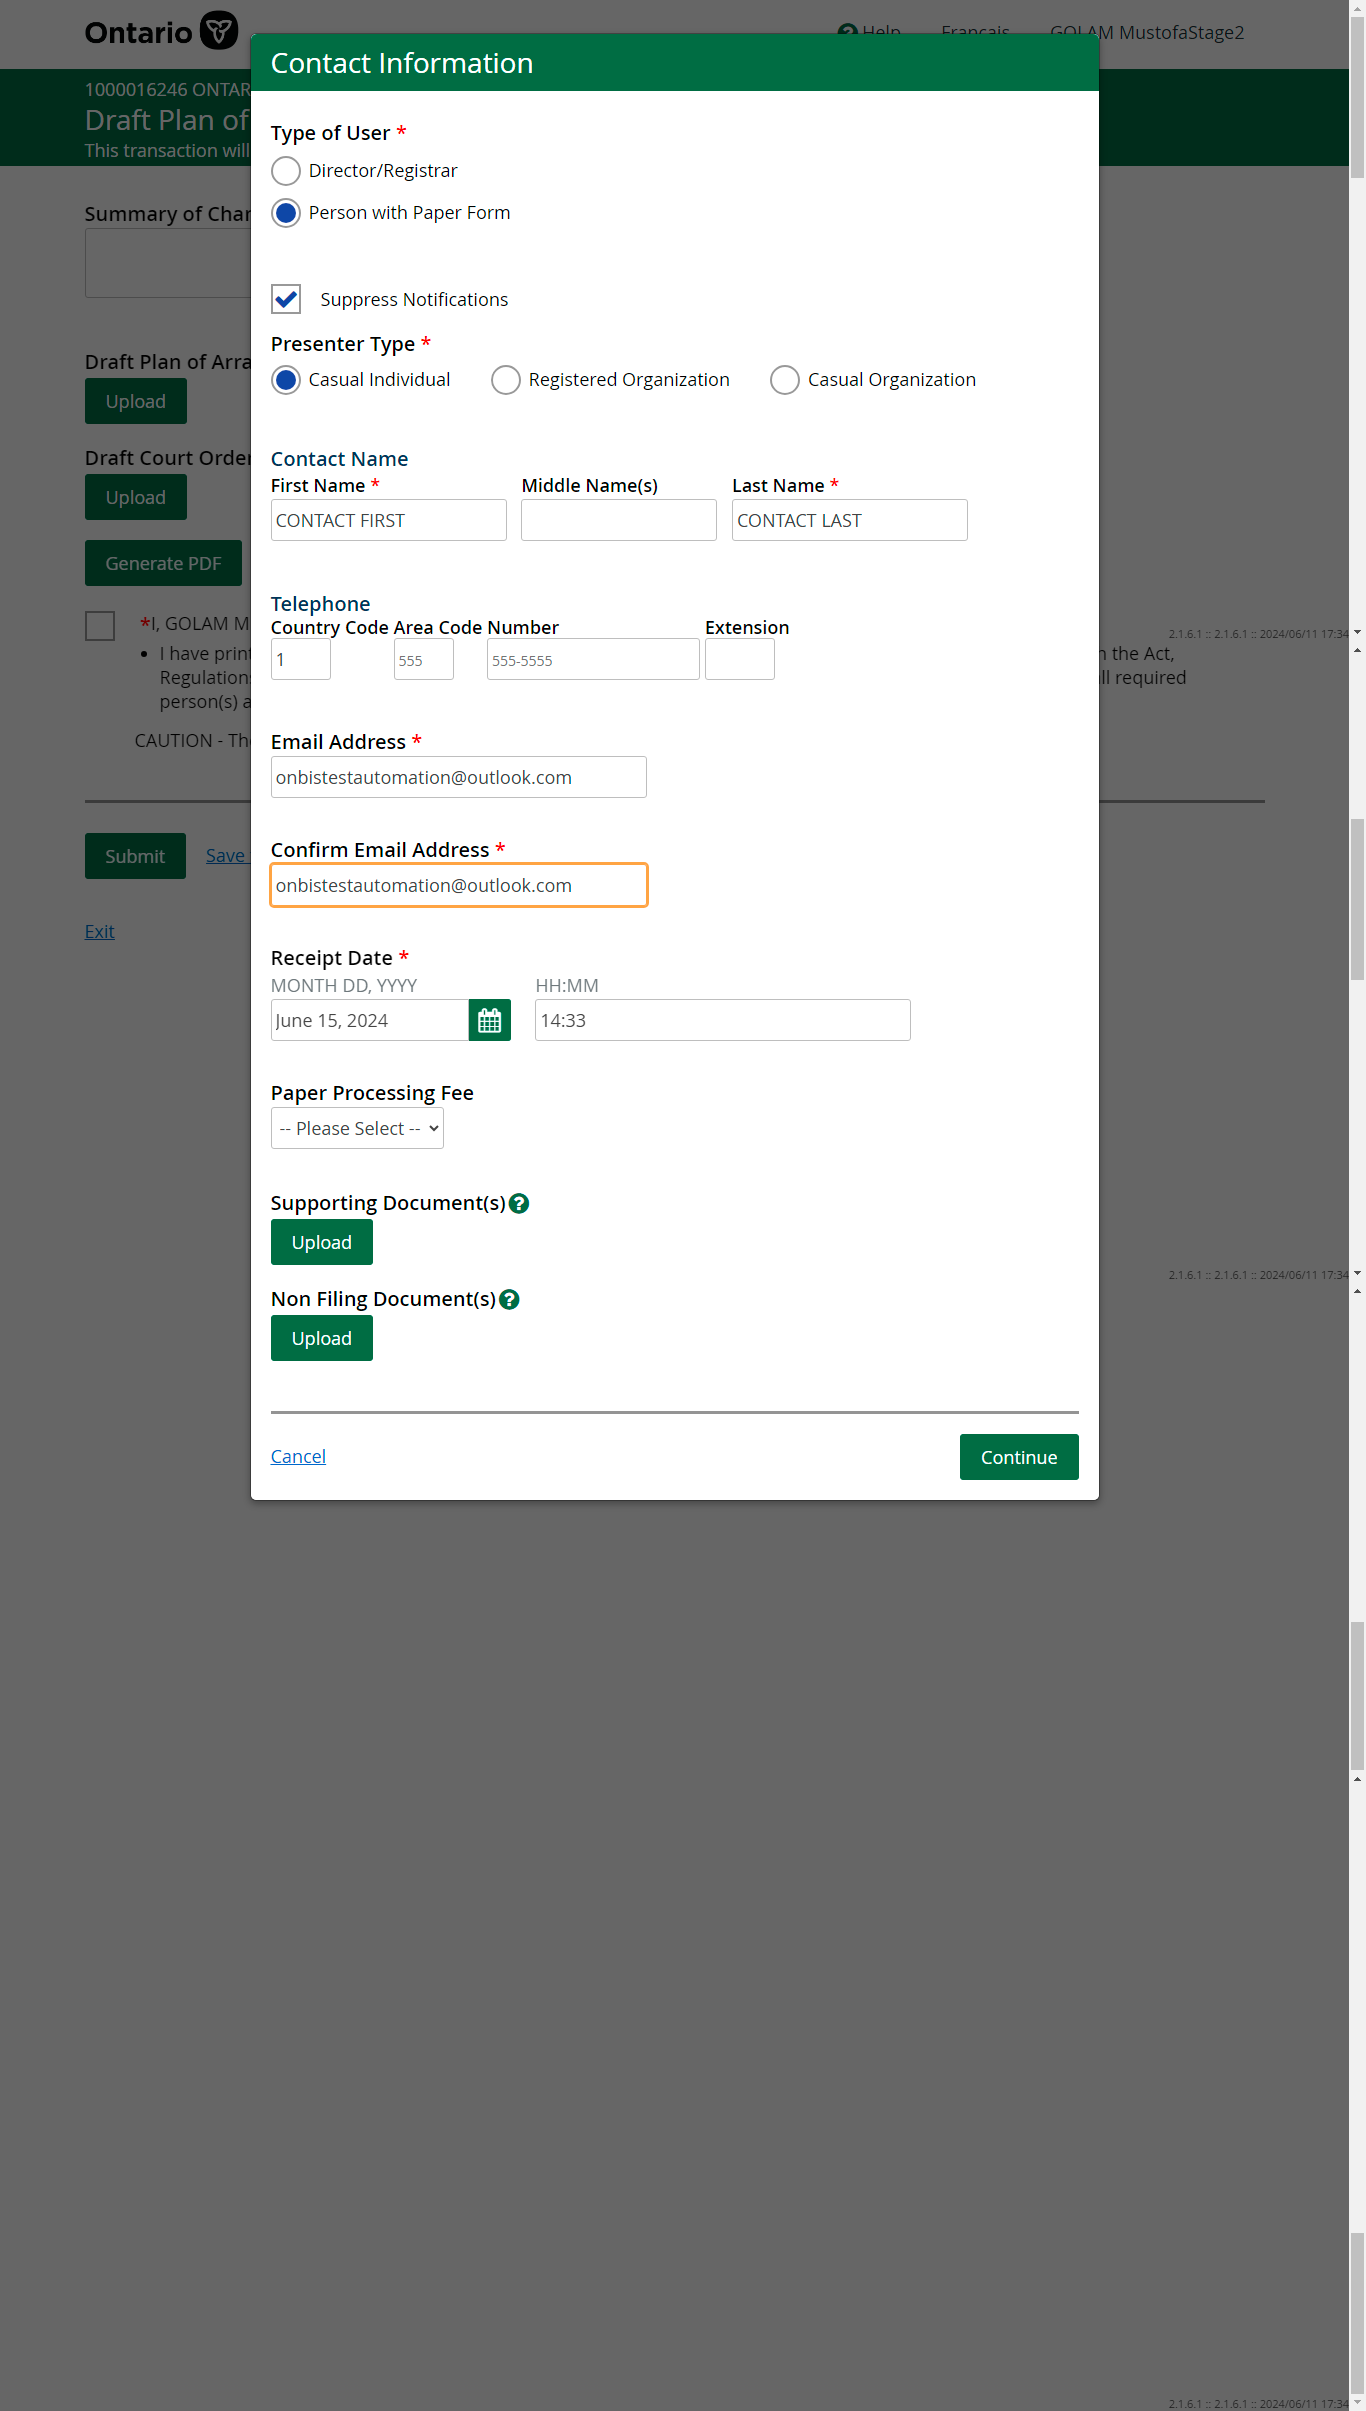 Ontario
Help Français GOLAM MustofaStage2
1000016246 ONTAR
Draft Plan of
This transaction will
Contact Information
Type of User *
Director/Registrar
Person with Paper Form
Summary of Char
Suppress Notifications
Presenter Type *
Draft Plan of Arra
Casual Individual Registered Organization Casual Organization
Upload
Draft Court Order
Contact Name
First Name * Middle Name(s) Last Name *
Upload
CONTACT FIRST CONTACT LAST
Generate PDF
Telephone
Country Code Area Code Number Extension
*I, GOLAM M
2.1.6.1 :: 2.1.6.1 :: 2024/06/11 17:34
1 555 555-5555
I have prin n the Act,
Regulation ll required
person(s) a
CAUTION - Th
Email Address *
onbistestautomation@outlook.com
Confirm Email Address *
Submit Save
onbistestautomation@outlook.com
Exit
Receipt Date *
MONTH DD, YYYY HH:MM
June 15, 2024 14:33
Paper Processing Fee
-- Please Select --
Supporting Document(s) ?
Upload
2.1.6.1 :: 2.1.6.1 :: 2024/06/11 17:34
Non Filing Document(s) ?
Upload
Cancel Continue
2.1.6.1 :: 2.1.6.1 :: 2024/06/11 17:34